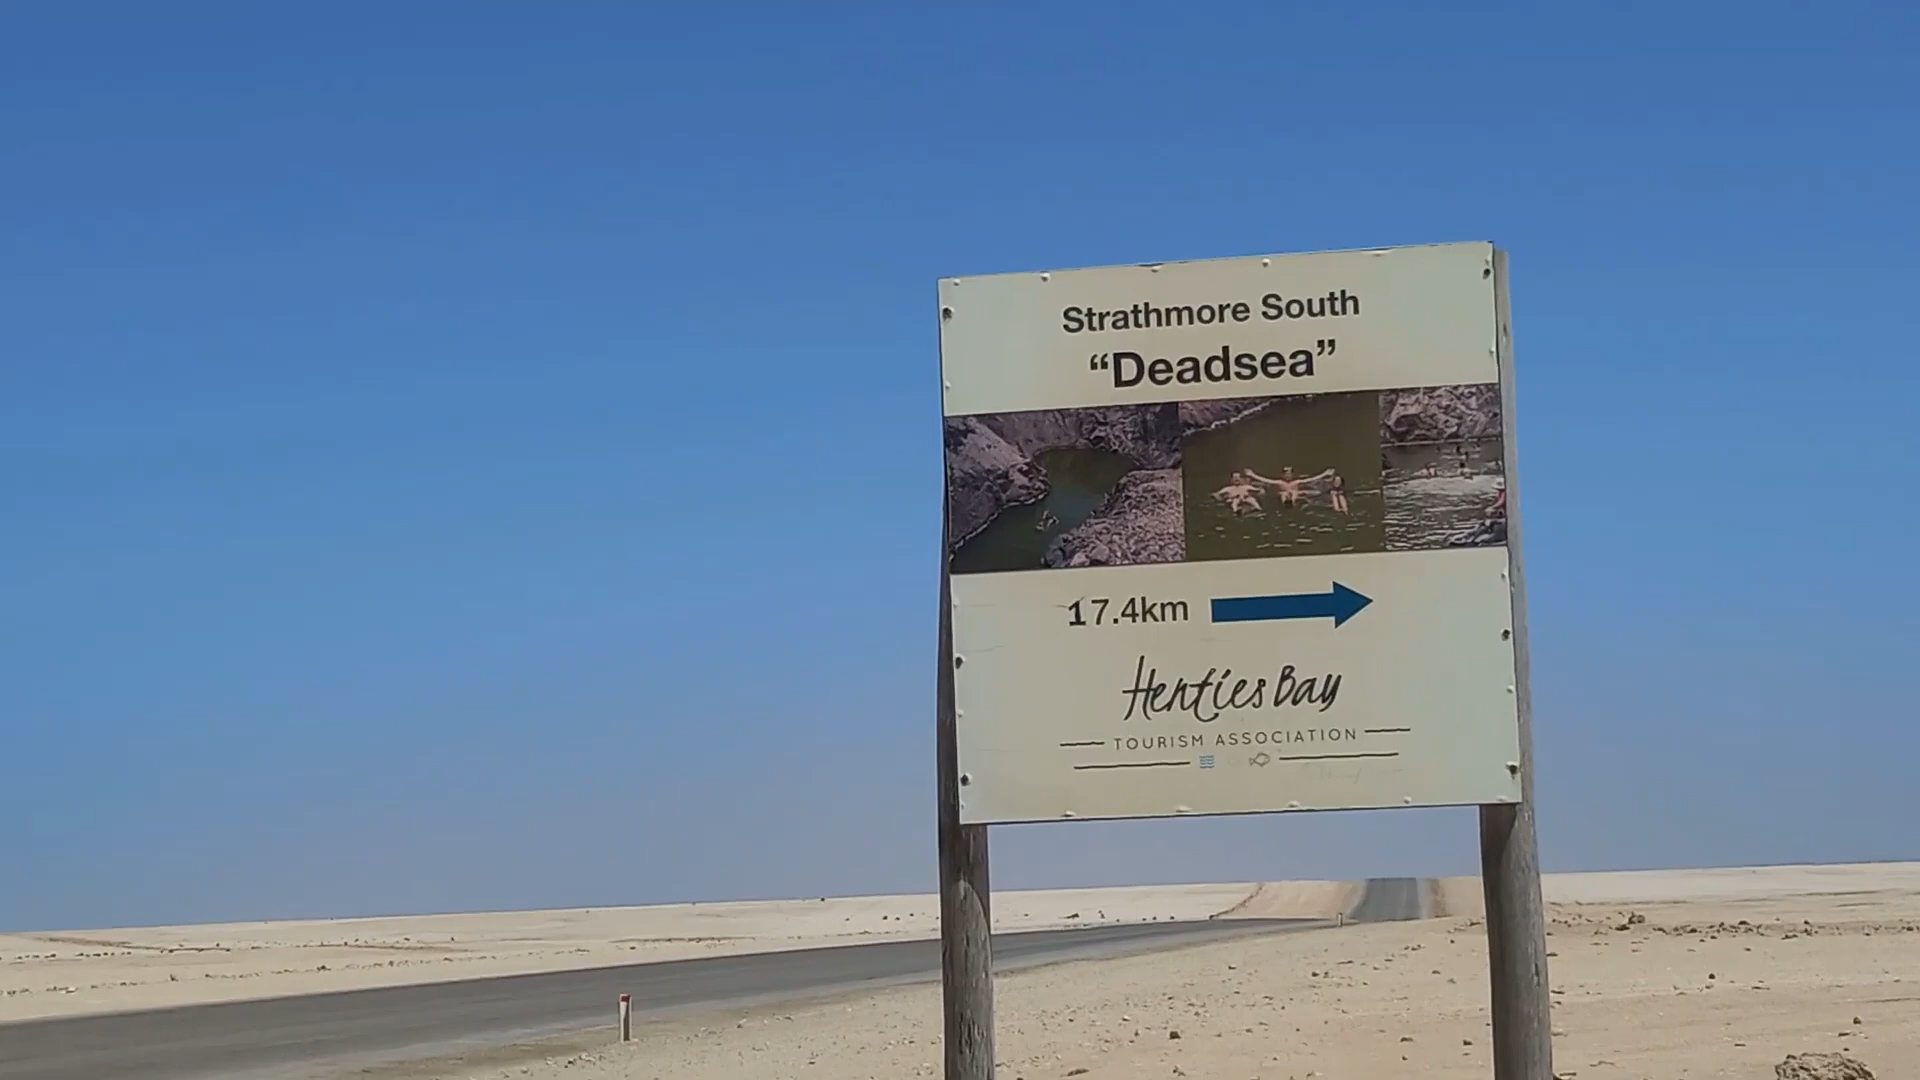 Strathmore South
“Deadsea”
17.4km
Henties Bay
TOURISM ASSOCIATION